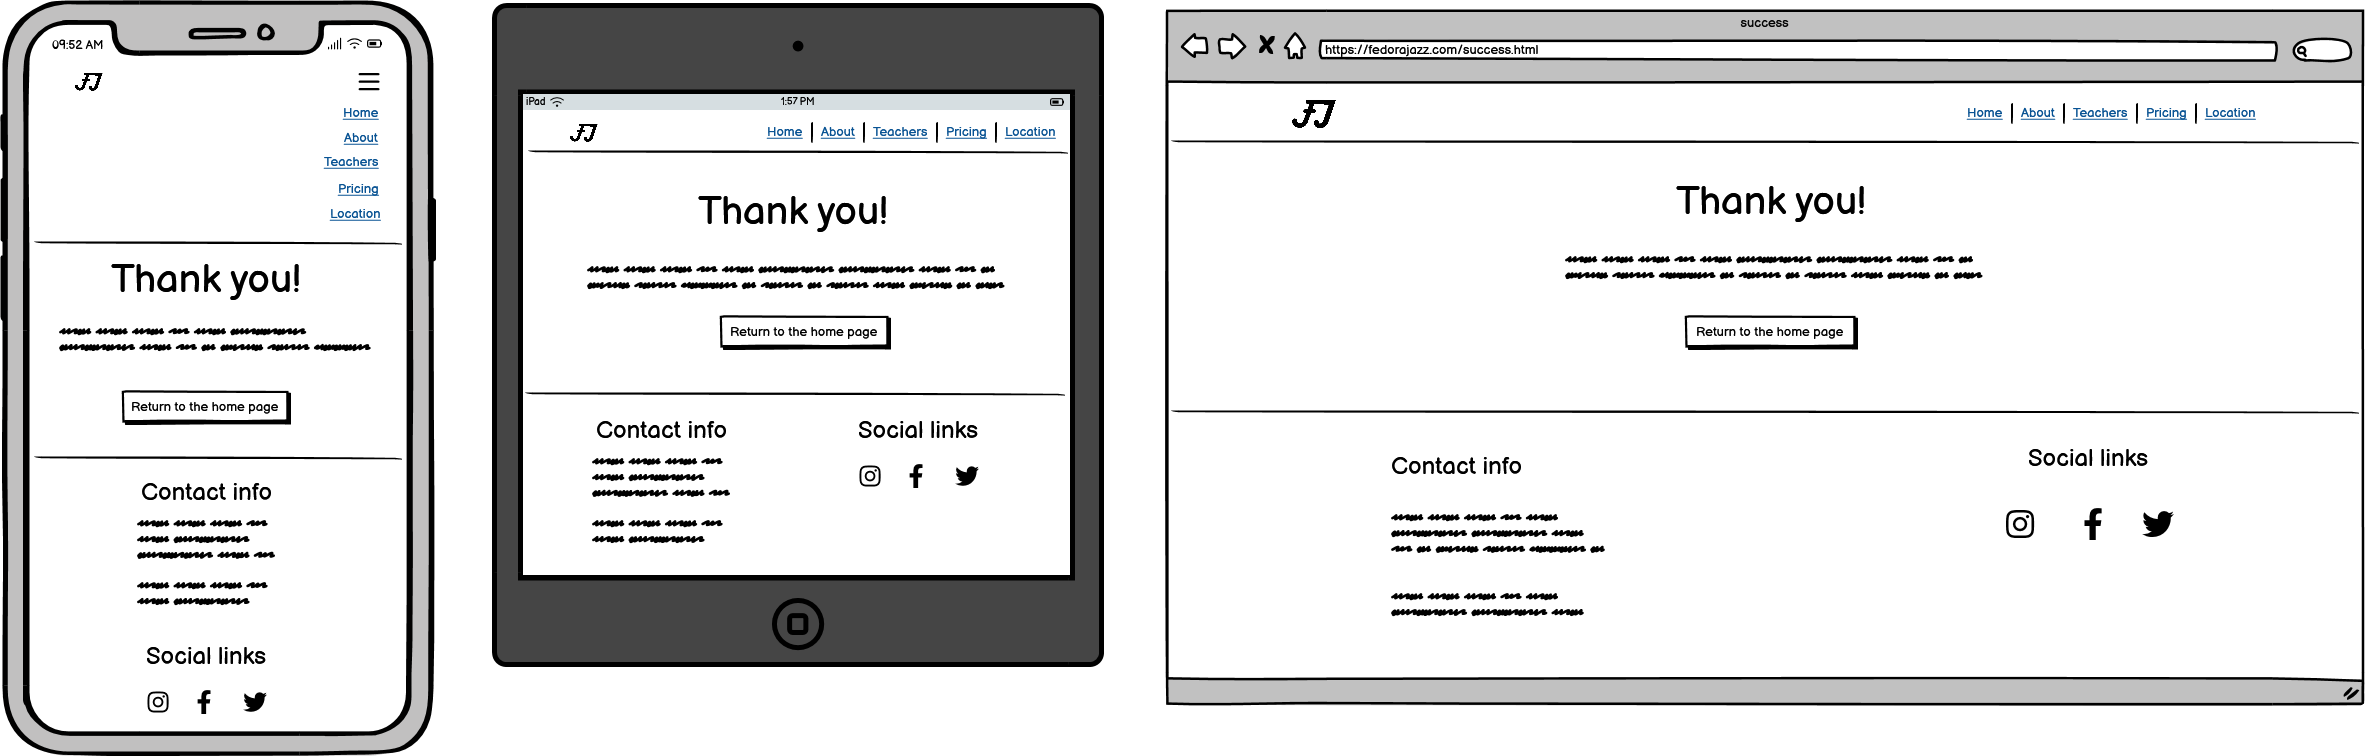 09:52 AM
FJ
Home
About
Teachers
Pricing
Location
Thank you!
Return to the home page
Contact info
Social links
iPad
1:57 PM
FJ
Home
About
Teachers
Pricing
Location
Thank you!
Return to the home page
Contact info
Social links
success
https://fedorajazz.com/success.html
FJ
Home
About
Teachers
Pricing
Location
Thank you!
Return to the home page
Contact info
Social links